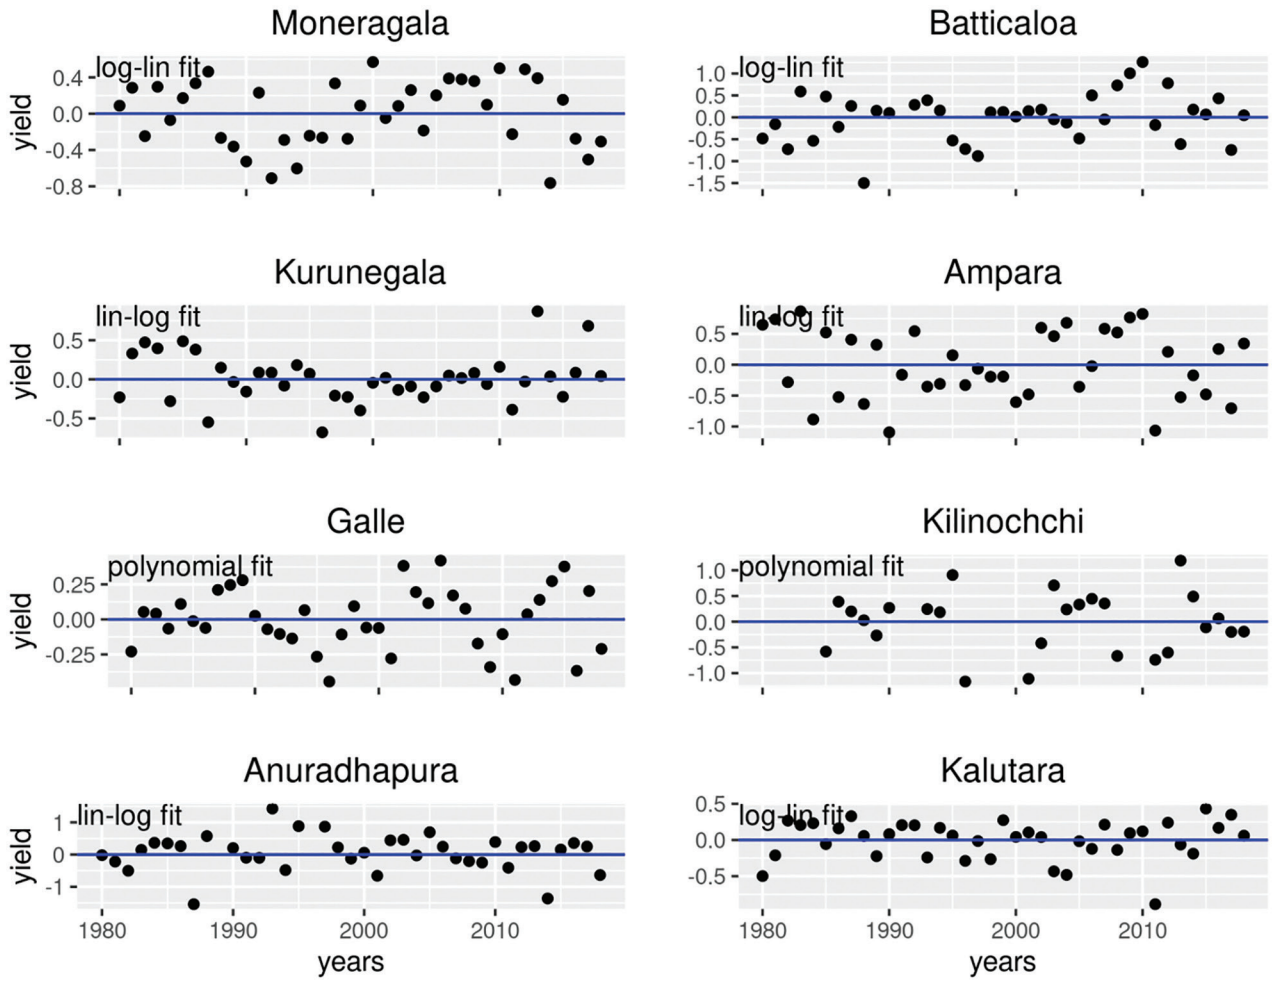 Moneragala
log-lin fit
yield
0.4
0.0
-0.4
-0.8
Batticaloa
log-lin fit
1.0
0.5
0.0
-0.5
-1.0
-1.5
Kurunegala
lin-log fit
yield
0.5
0.0
-0.5
Ampara
lin-log fit
0.5
0.0
-0.5
-1.0
Galle
polynomial fit
yield
0.25
0.00
-0.25
Kilinochchi
polynomial fit
1.0
0.5
0.0
-0.5
-1.0
Anuradhapura
lin-log fit
yield
1
0
-1
1980 1990 2000 2010
years
Kalutara
log-lin fit
0.5
0.0
-0.5
1980 1990 2000 2010
years